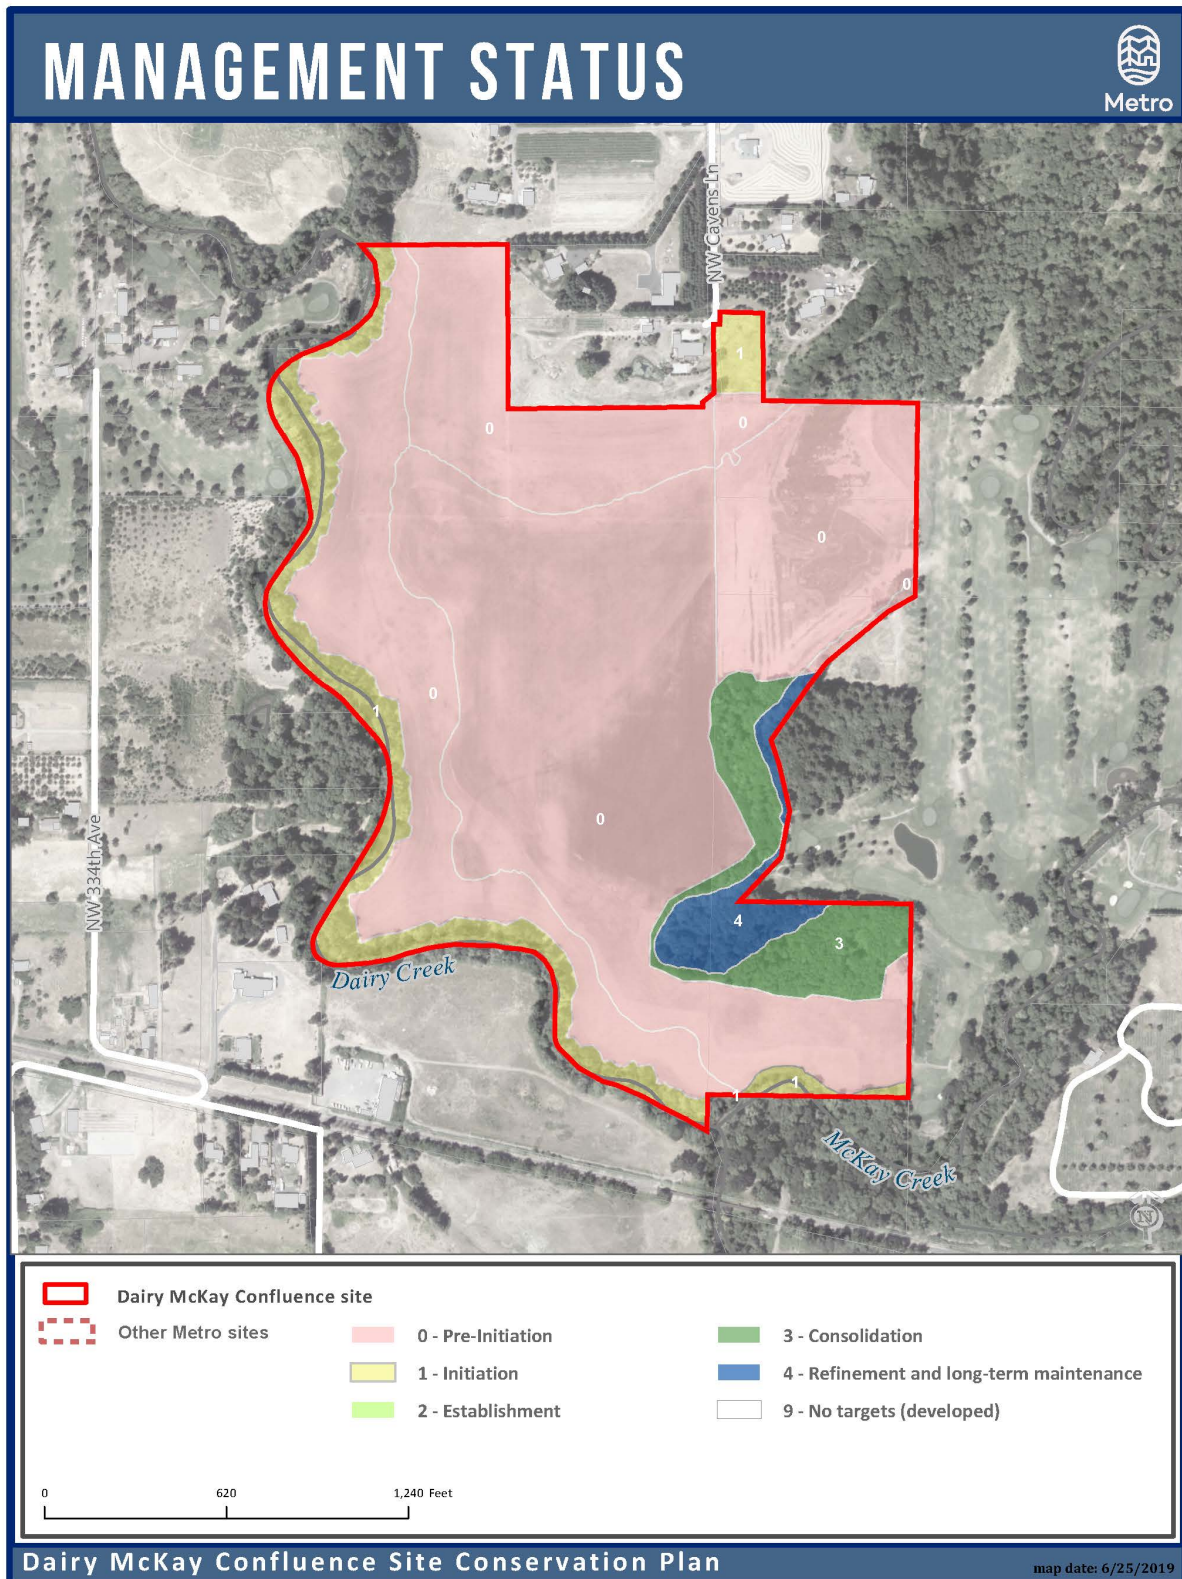 MANAGEMENT STATUS
Metro
NW Cavens Ln
1
0
0
0
0
0
1
0
NW 334th Ave
4
3
Dairy Creek
1
1
McKay Creek
N
Dairy McKay Confluence site
Other Metro sites
0 - Pre-Initiation
1 - Initiation
2 - Establishment
3 - Consolidation
4 - Refinement and long-term maintenance
9 - No targets (developed)
0 620 1,240 Feet
Dairy McKay Confluence Site Conservation Plan
map date: 6/25/2019